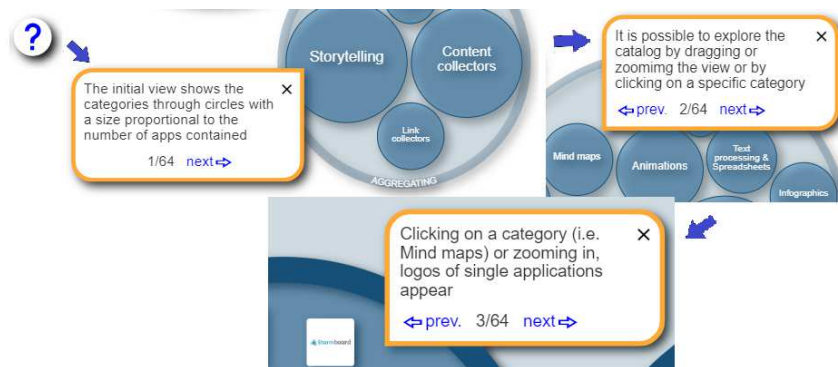 ?
The initial view shows the
categories through circles with
a size proportional to the
number of apps contained
1/64 next
Storytelling
Content
collectors
Link
collectors
AGGREGATING
It is possible to explore the
catalog by dragging or
zoomimg the view or by
clicking on a specific category
prev. 2/64 next
Mind maps
Animations
Text
processing &
Spreadsheets
Infographics
Clicking on a category (i.e.
Mind maps) or zooming in,
logos of single applications
appear
prev. 3/64 next
stormboard